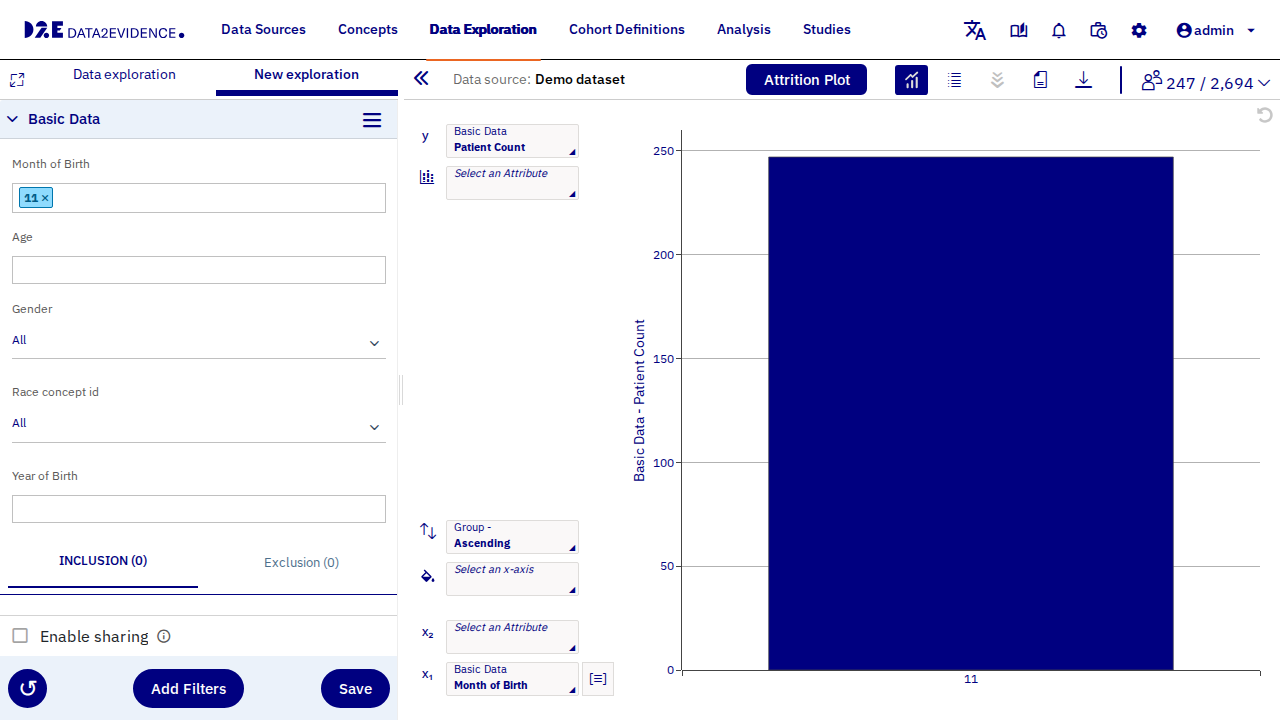 D2E DATA2EVIDENCE.
Data Sources
Concepts
Data Exploration
Cohort Definitions
Analysis
Studies
admin
Data exploration
New exploration
Data source: Demo dataset
Attrition Plot
247 / 2,694
Basic Data
Month of Birth
11 ×
Age
Gender
All
Race concept id
All
Year of Birth
INCLUSION (0)
Exclusion (0)
Enable sharing
Add Filters
Save
y
Basic Data
Patient Count
Select an Attribute
Group -
Ascending
Select an x-axis
x₂
Select an Attribute
x₁
Basic Data
Month of Birth
Basic Data - Patient Count
250
200
150
100
50
0
11